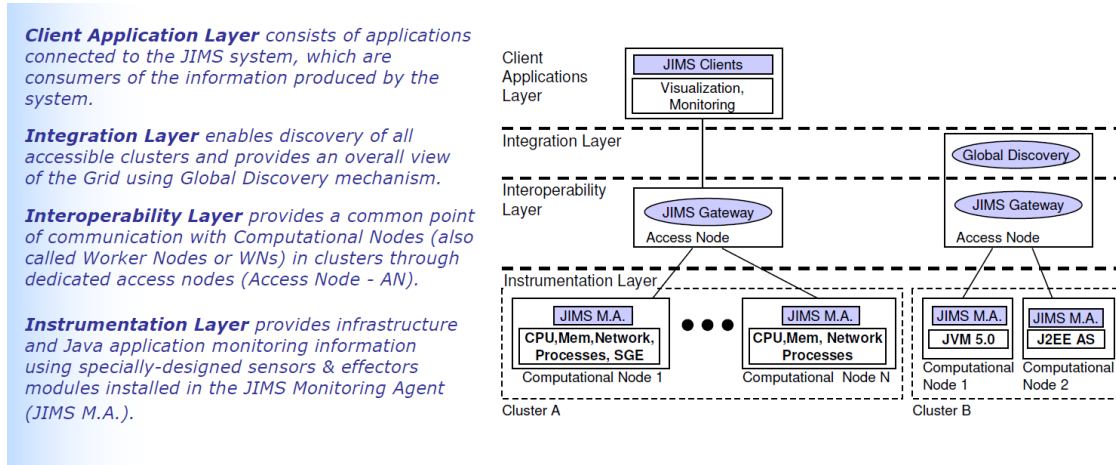 Client Application Layer consists of applications
connected to the JIMS system, which are
consumers of the information produced by the
system.
Integration Layer enables discovery of all
accessible clusters and provides an overall view
of the Grid using Global Discovery mechanism.
Interoperability Layer provides a common point
of communication with Computational Nodes (also
called Worker Nodes or WNs) in clusters through
dedicated access nodes (Access Node - AN).
Instrumentation Layer provides infrastructure
and Java application monitoring information
using specially-designed sensors & effectors
modules installed in the JIMS Monitoring Agent
(JIMS M.A.).
Client
Applications
Layer
JIMS Clients
Visualization,
Monitoring
Integration Layer
Global Discovery
Interoperability
Layer
JIMS Gateway
Access Node
JIMS Gateway
Access Node
Instrumentation Layer
JIMS M.A.
CPU,Mem,Network,
Processes, SGE
Computational Node 1
JIMS M.A.
CPU,Mem, Network
Processes
Computational Node N
Cluster A
JIMS M.A.
JVM 5.0
Computational
Node 1
JIMS M.A.
J2EE AS
Computational
Node 2
Cluster B